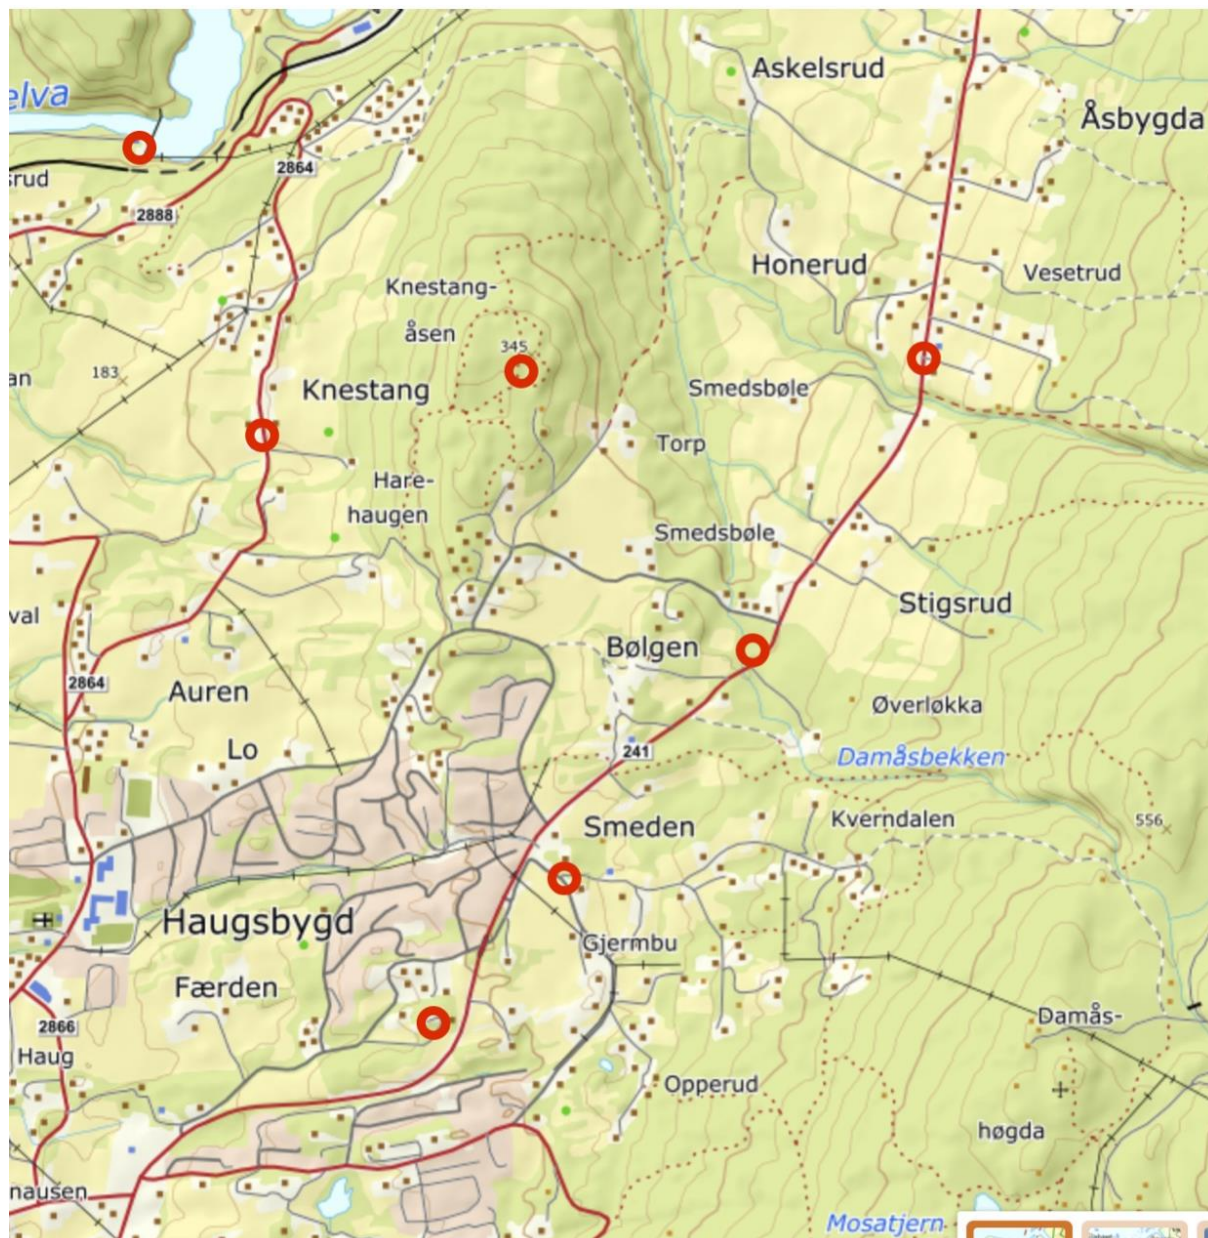 Askelsrud
elva
Åsbygda
2864
srud
2888
Honerud
Vesetrud
Knestang-
åsen
345
an
183
Knestang
Smedsbøle
Torp
Hare-
haugen
Smedsbøle
Stigsrud
val
Bølgen
2864
Auren
Øverløkka
Lo
241
Damåsbekken
Smeden
Kverndalen
556
Haugsbygd
Gjermbu
Færden
2866
Damås-
Haug
Opperud
høgda
nausen
Mosatjern